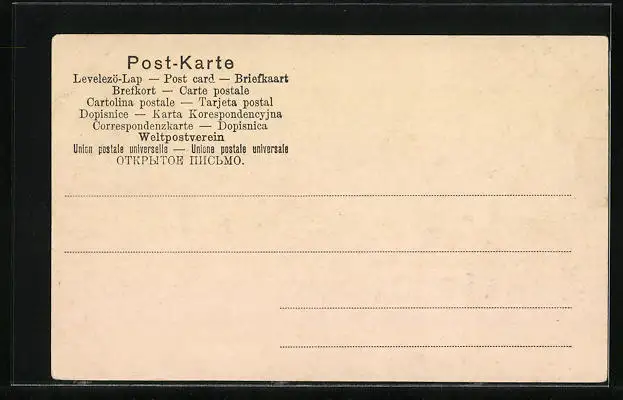 Post-Karte
Levelezö-Lap — Post card — Briefkaart
Brefkort — Carte postale
Cartolina postale — Tarjeta postal
Dopisnice — Karta Korespondencyjna
Correspondenzkarte — Dopisnica
Weltpostverein
Union postale universelle — Unione postale universale
ОТКРЫТОЕ ПИСЬМО.